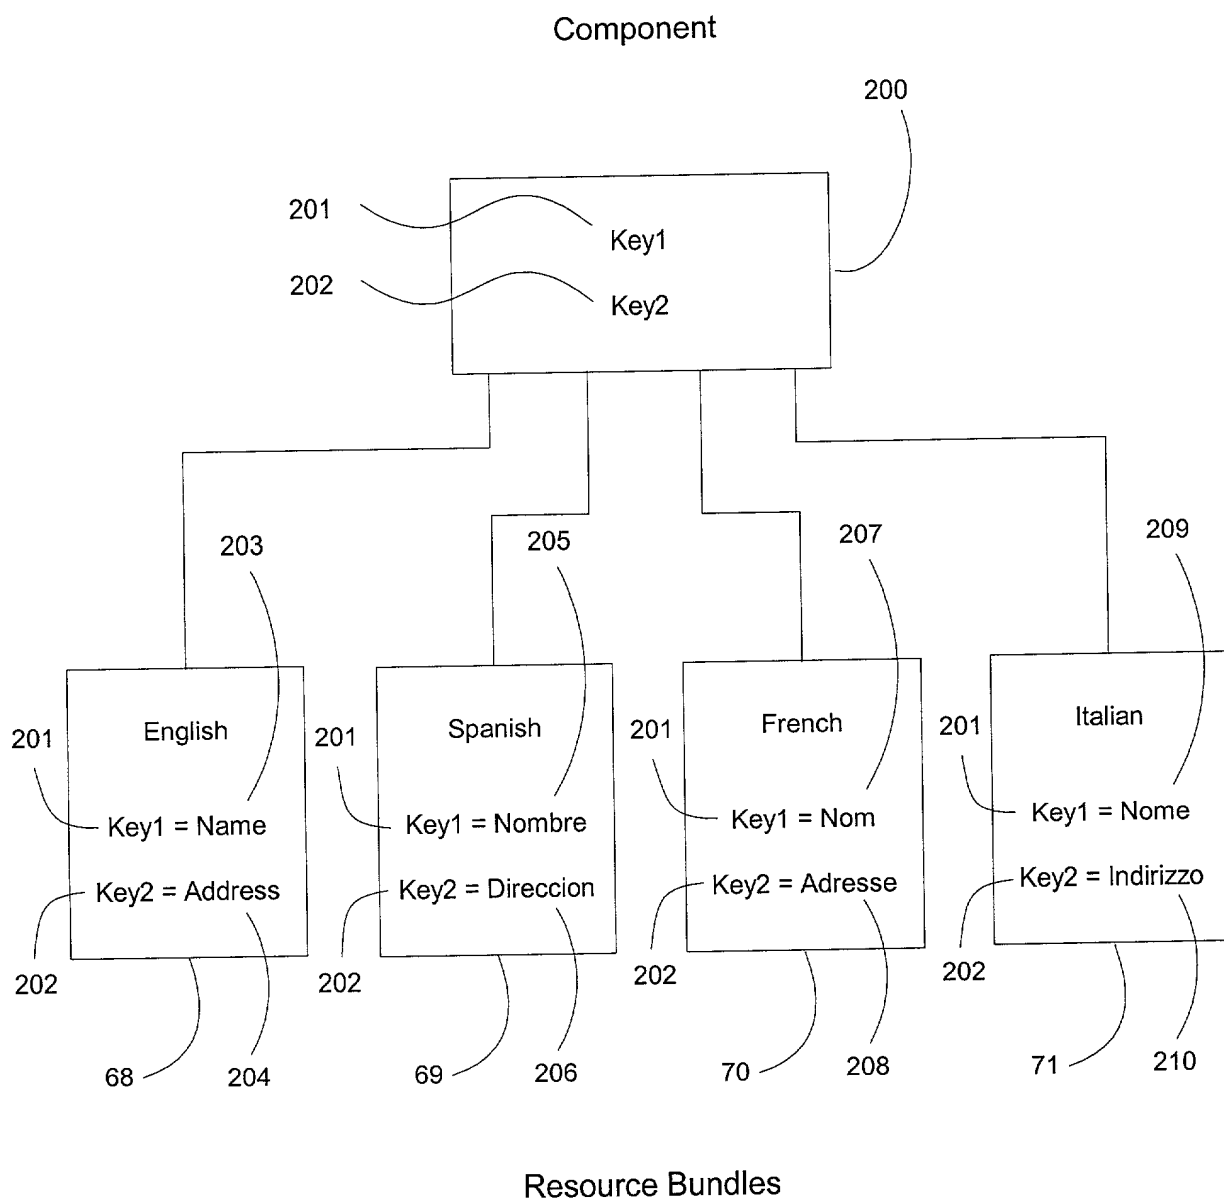 Component
200
201
Key1
202
Key2
203
205
207
209
201
English
Key1 = Name
Key2 = Address
202
68
204
201
Spanish
Key1 = Nombre
Key2 = Direccion
202
69
206
201
French
Key1 = Nom
Key2 = Adresse
202
70
208
201
Italian
Key1 = Nome
Key2 = Indirizzo
202
71
210
Resource Bundles